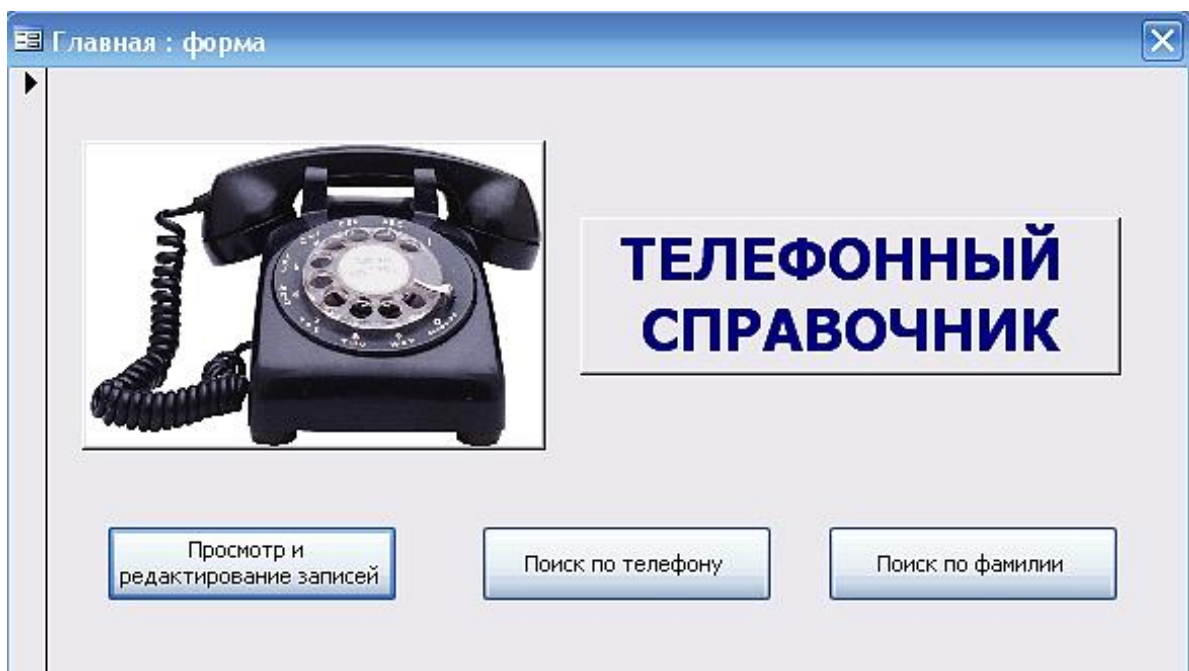 Главная : форма
ТЕЛЕФОННЫЙ
СПРАВОЧНИК
Просмотр и
редактирование записей
Поиск по телефону
Поиск по фамилии